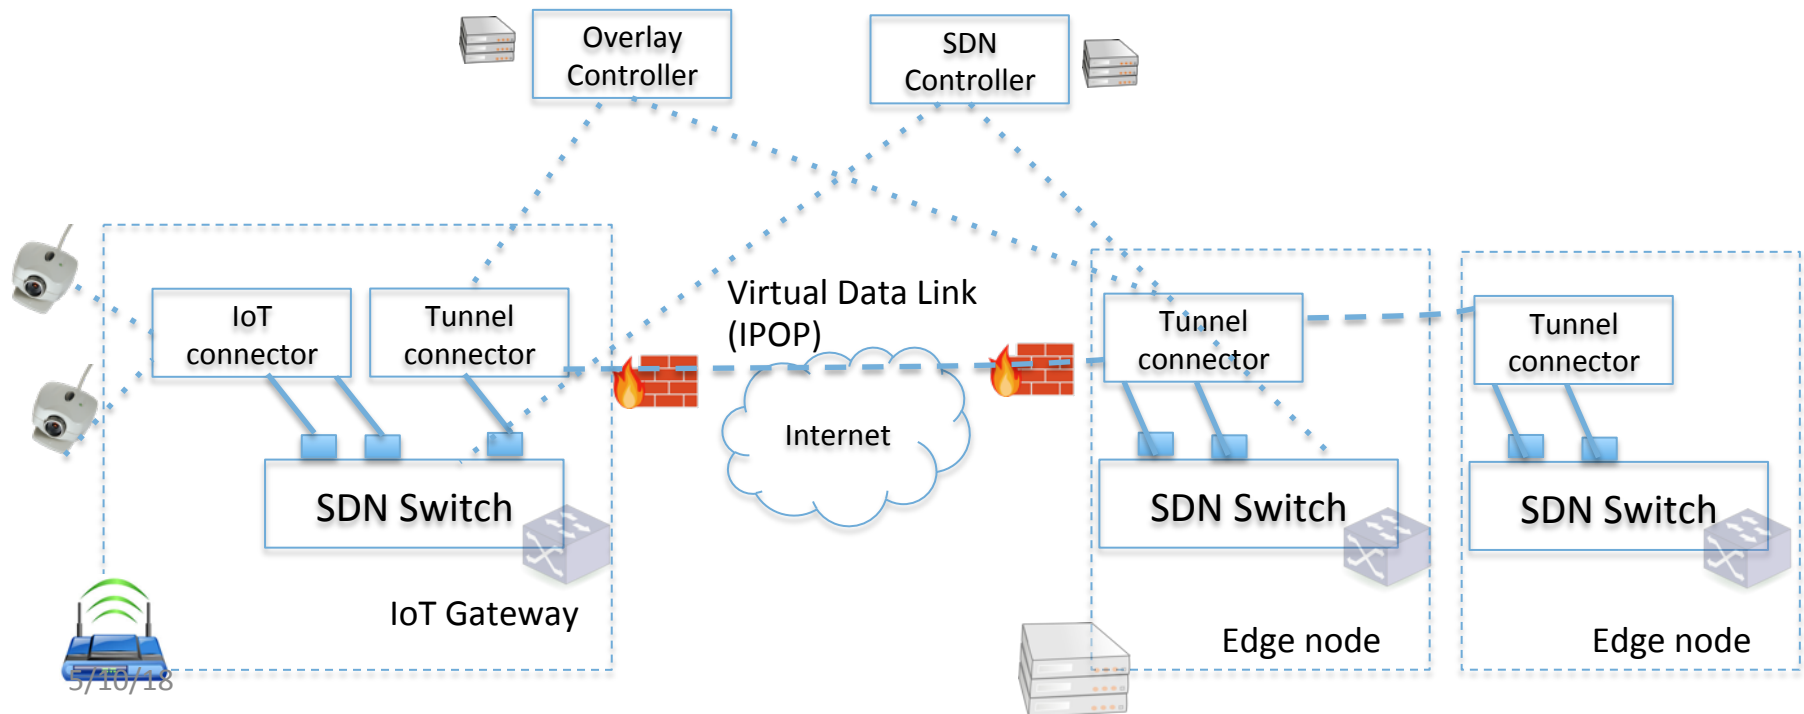 Overlay
Controller
SDN
Controller
Virtual Data Link
(IPOP)
IoT
connector
Tunnel
connector
Tunnel
connector
Tunnel
connector
Internet
SDN Switch
SDN Switch
SDN Switch
IoT Gateway
Edge node
Edge node
5/10/18